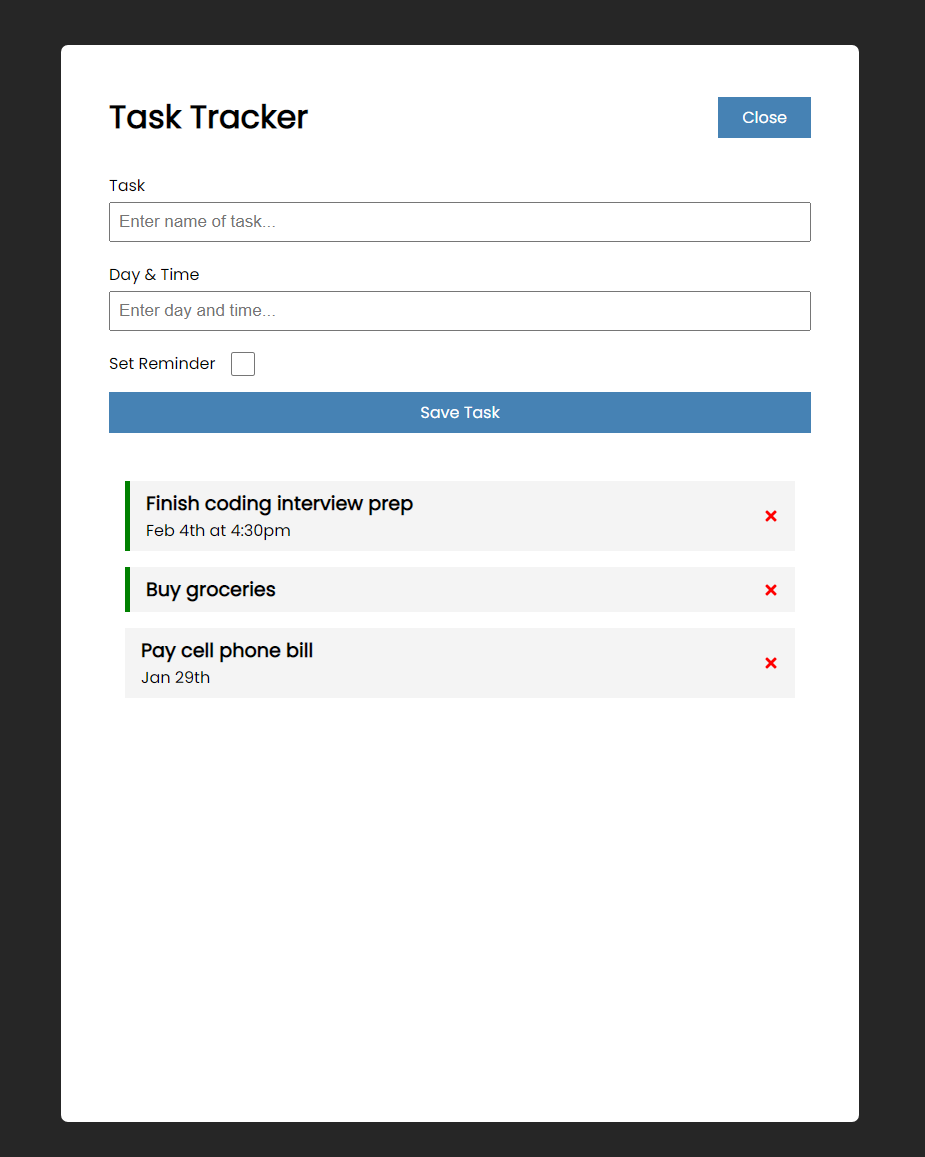 Task Tracker
Close
Task
Enter name of task...
Day & Time
Enter day and time...
Set Reminder
Save Task
Finish coding interview prep
Feb 4th at 4:30pm
Buy groceries
Pay cell phone bill
Jan 29th